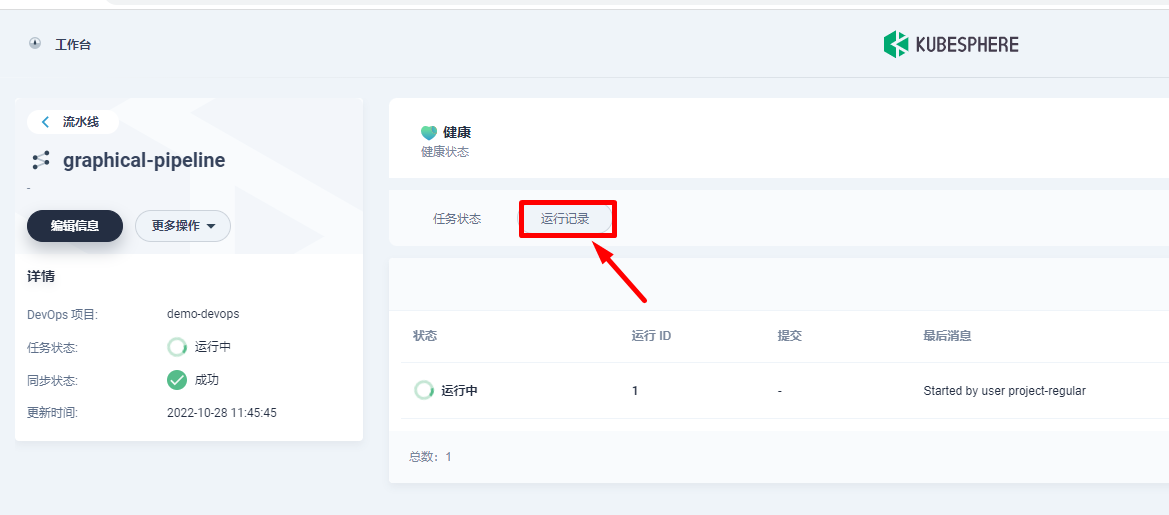 工作台
KUBESPHERE
流水线
graphical-pipeline
-
编辑信息
更多操作
详情
DevOps 项目: demo-devops
任务状态: 运行中
同步状态: 成功
更新时间: 2022-10-28 11:45:45
健康
健康状态
任务状态 运行记录
状态 运行 ID 提交 最后消息
运行中 1 - Started by user project-regular
总数: 1